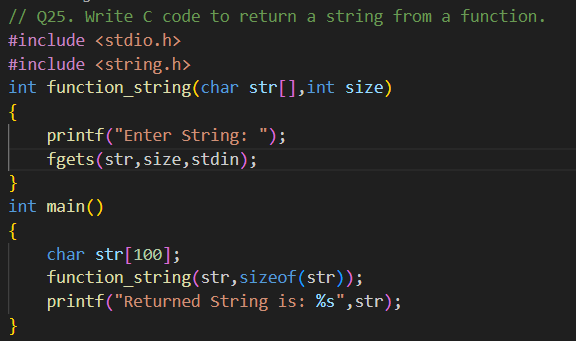 // Q25. Write C code to return a string from a function.
#include <stdio.h>
#include <string.h>
int function_string(char str[],int size)
{
    printf("Enter String: ");
    fgets(str,size,stdin);
}
int main()
{
    char str[100];
    function_string(str,sizeof(str));
    printf("Returned String is: %s",str);
}